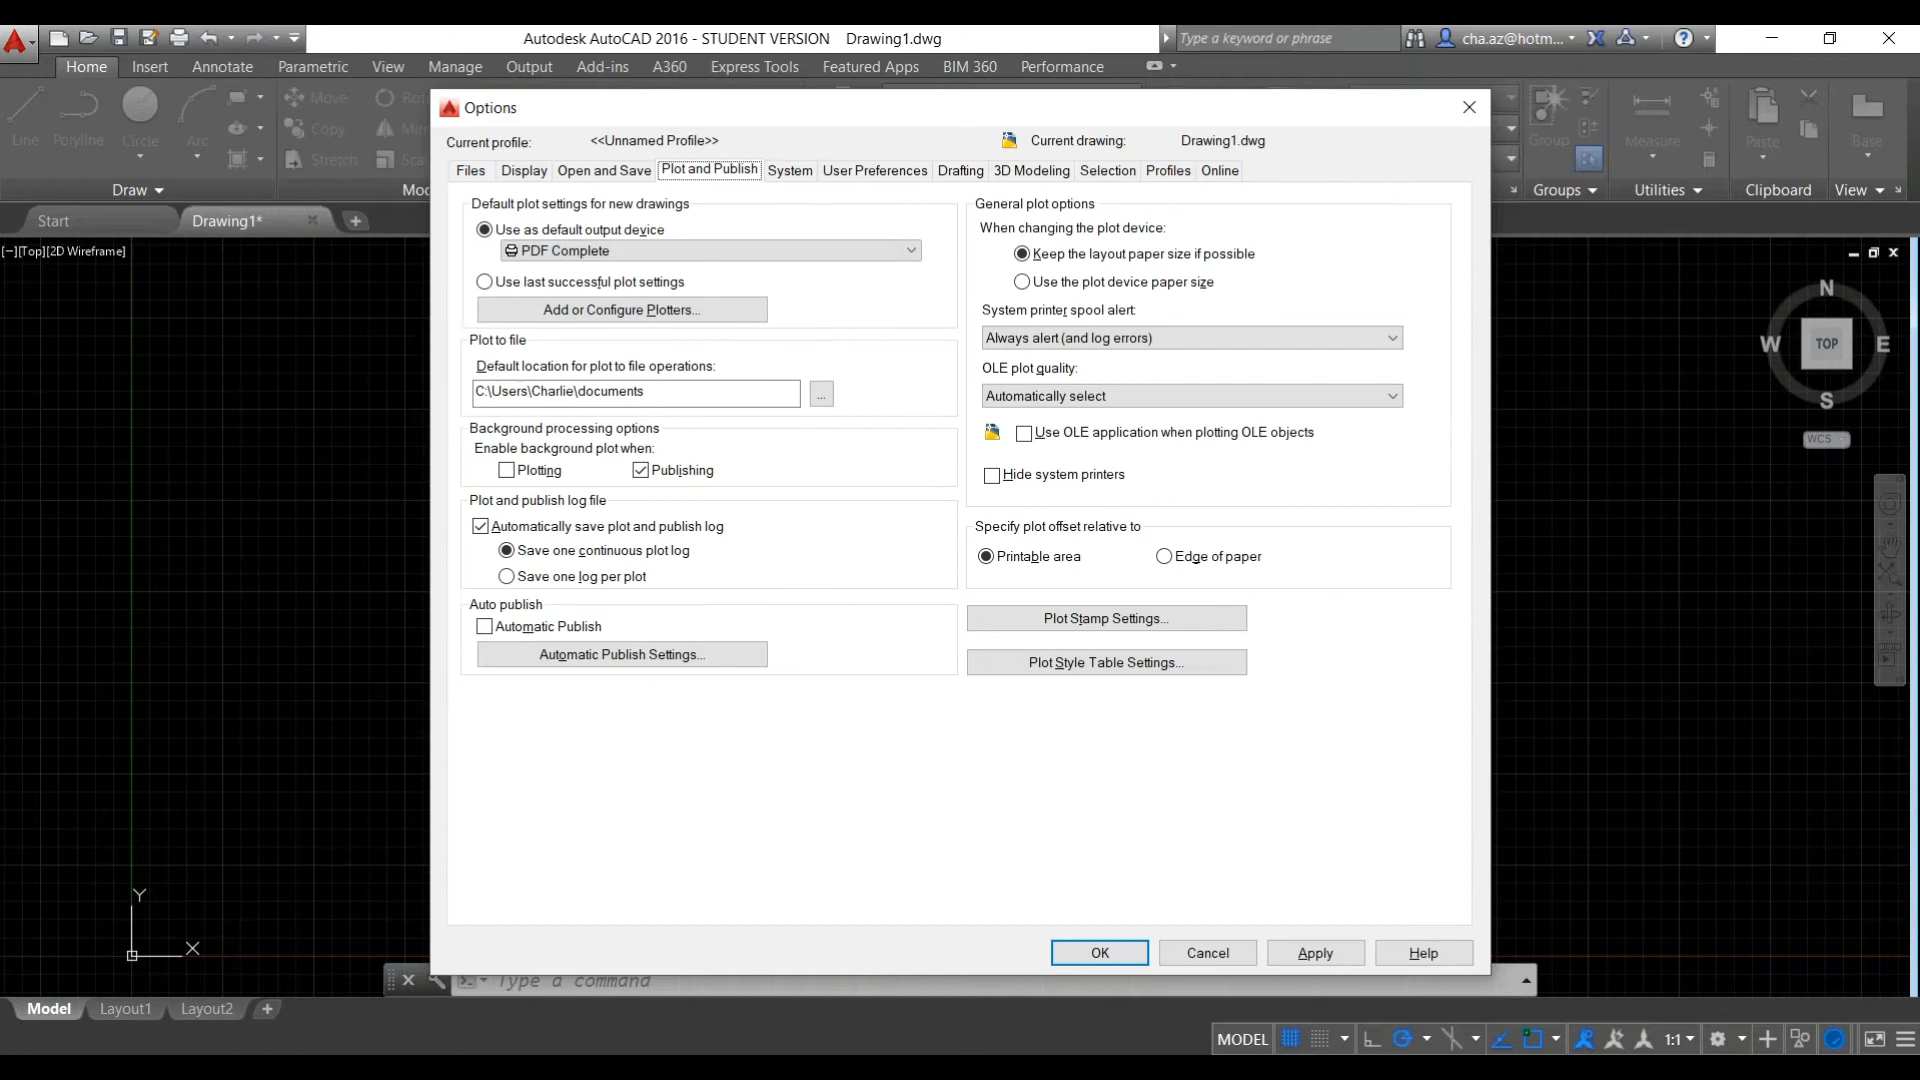 Autodesk AutoCAD 2016 - STUDENT VERSION Drawing1.dwg
Type a keyword or phrase
cha.az@hotm...
Home Insert Annotate Parametric View Manage Output Add-ins A360 Express Tools Featured Apps BIM 360 Performance
Line Polyline Circle Arc
Move
Copy
Stretch
Draw
Group
Measure
Paste
Base
Groups Utilities Clipboard View
Start Drawing1*
[−][Top][2D Wireframe]
Options
Current profile: <<Unnamed Profile>> Current drawing: Drawing1.dwg
Files Display Open and Save Plot and Publish System User Preferences Drafting 3D Modeling Selection Profiles Online
Default plot settings for new drawings
Use as default output device
PDF Complete
Use last successful plot settings
Add or Configure Plotters...
Plot to file
Default location for plot to file operations:
C:\Users\Charlie\documents
...
Background processing options
Enable background plot when:
Plotting Publishing
Plot and publish log file
Automatically save plot and publish log
Save one continuous plot log
Save one log per plot
Auto publish
Automatic Publish
Automatic Publish Settings...
General plot options
When changing the plot device:
Keep the layout paper size if possible
Use the plot device paper size
System printer spool alert:
Always alert (and log errors)
OLE plot quality:
Automatically select
Use OLE application when plotting OLE objects
Hide system printers
Specify plot offset relative to
Printable area Edge of paper
Plot Stamp Settings...
Plot Style Table Settings...
OK Cancel Apply Help
N
W TOP E
S
WCS
Y
X
Type a command
Model Layout1 Layout2
MODEL 1:1